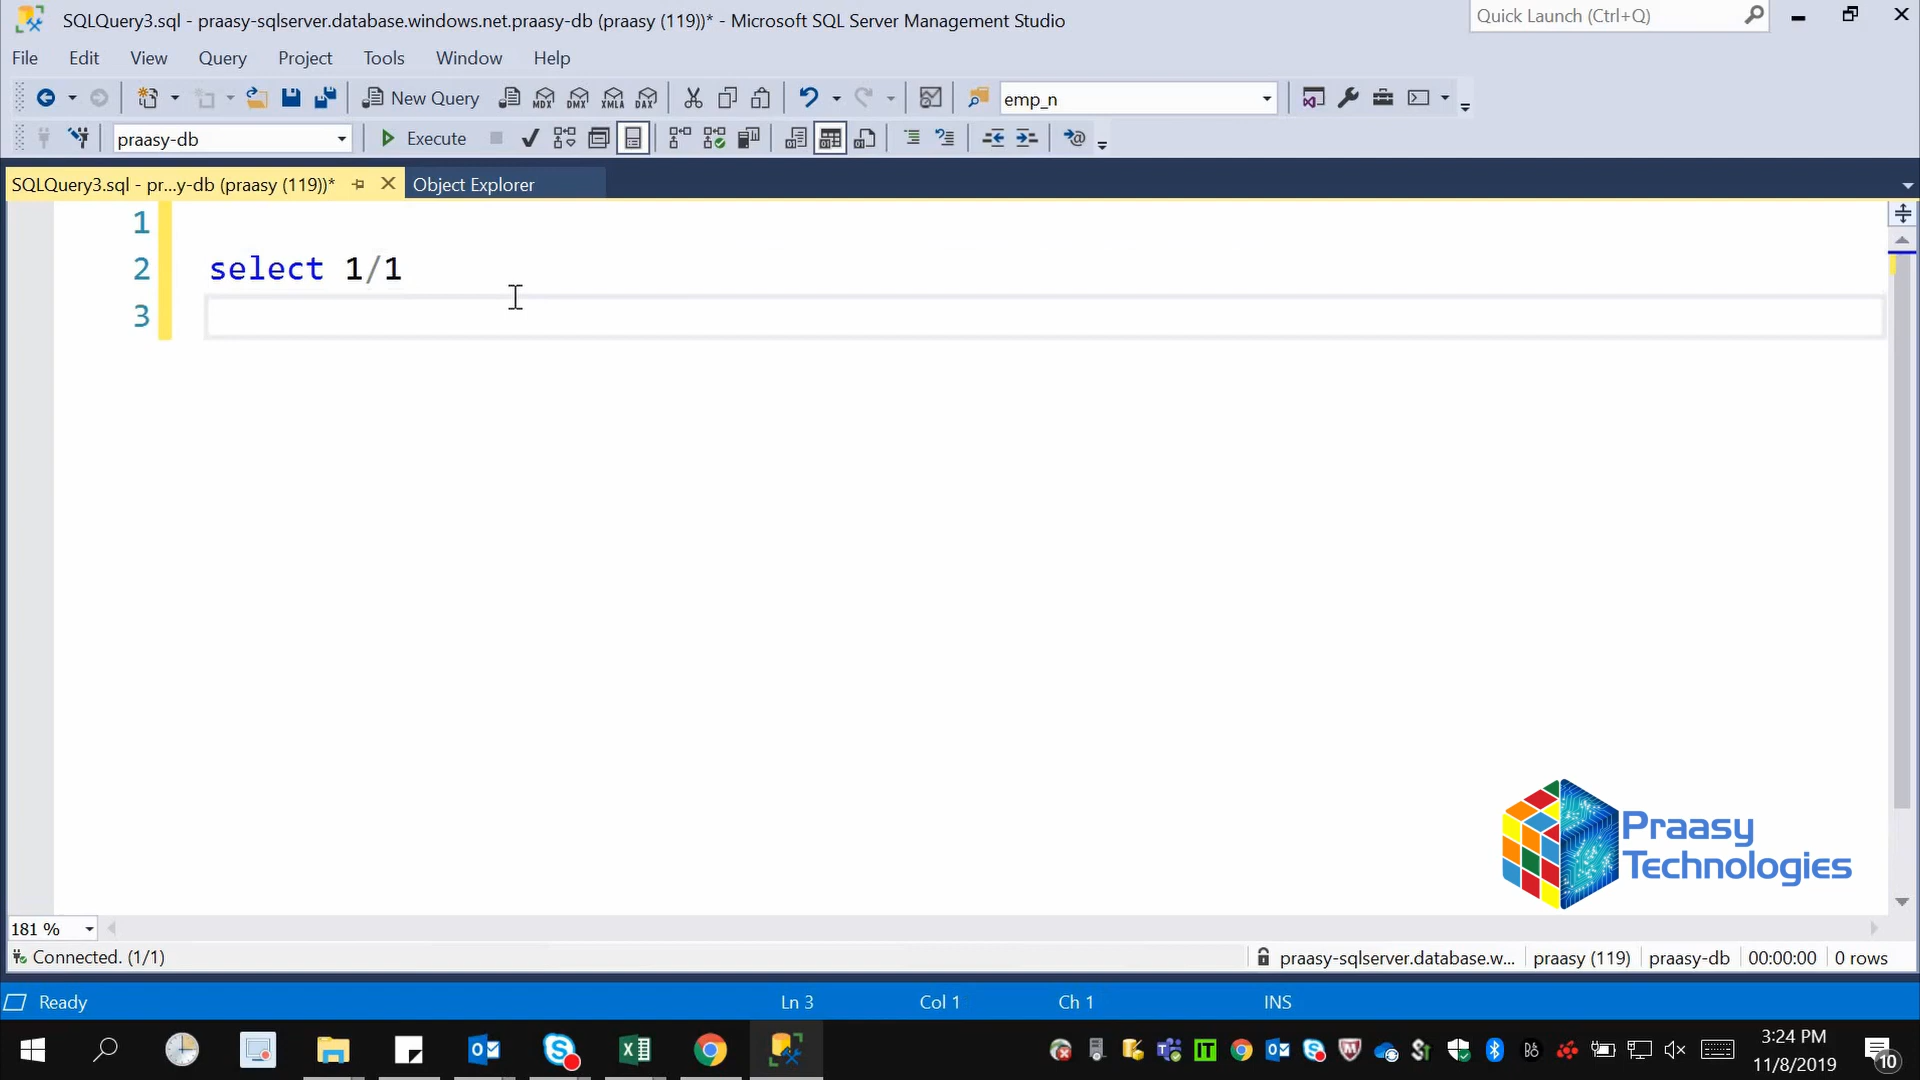 SQLQuery3.sql - praasy-sqlserver.database.windows.net.praasy-db (praasy (119))* - Microsoft SQL Server Management Studio
Quick Launch (Ctrl+Q)
File Edit View Query Project Tools Window Help
New Query MDX DMX XMLA DAX emp_n
praasy-db Execute
SQLQuery3.sql - pr...y-db (praasy (119))* Object Explorer
1
2 select 1/1
3
Praasy
Technologies
181 %
Connected. (1/1) praasy-sqlserver.database.w... praasy (119) praasy-db 00:00:00 0 rows
Ready Ln 3 Col 1 Ch 1 INS
3:24 PM
11/8/2019
10